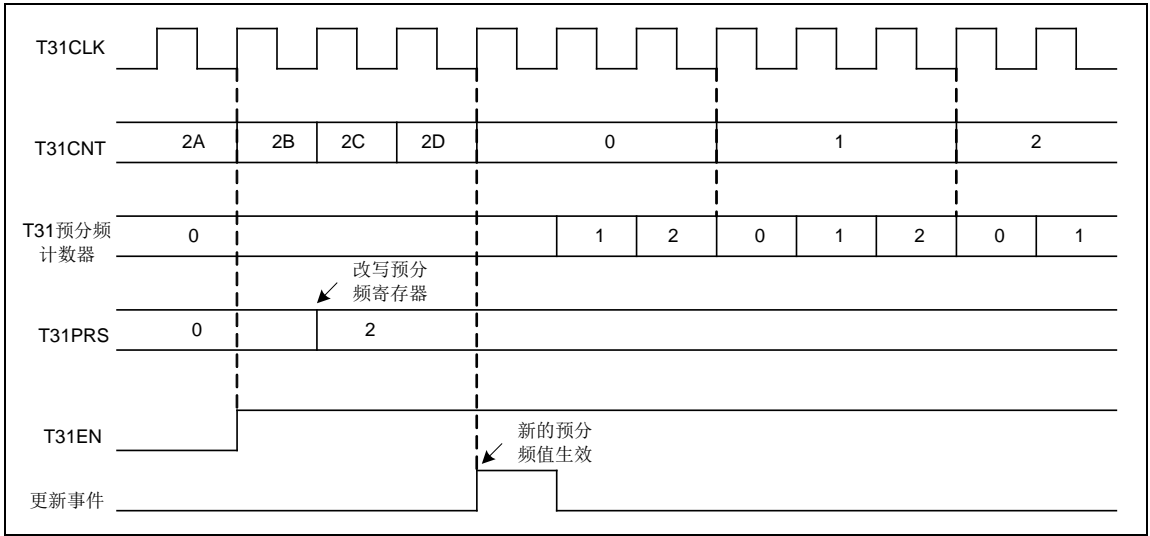 T31CLK
T31CNT
2A
2B
2C
2D
0
1
2
T31预分频
计数器
0
1
2
0
1
2
0
1
改写预分
频寄存器
T31PRS
0
2
T31EN
新的预分
频值生效
更新事件